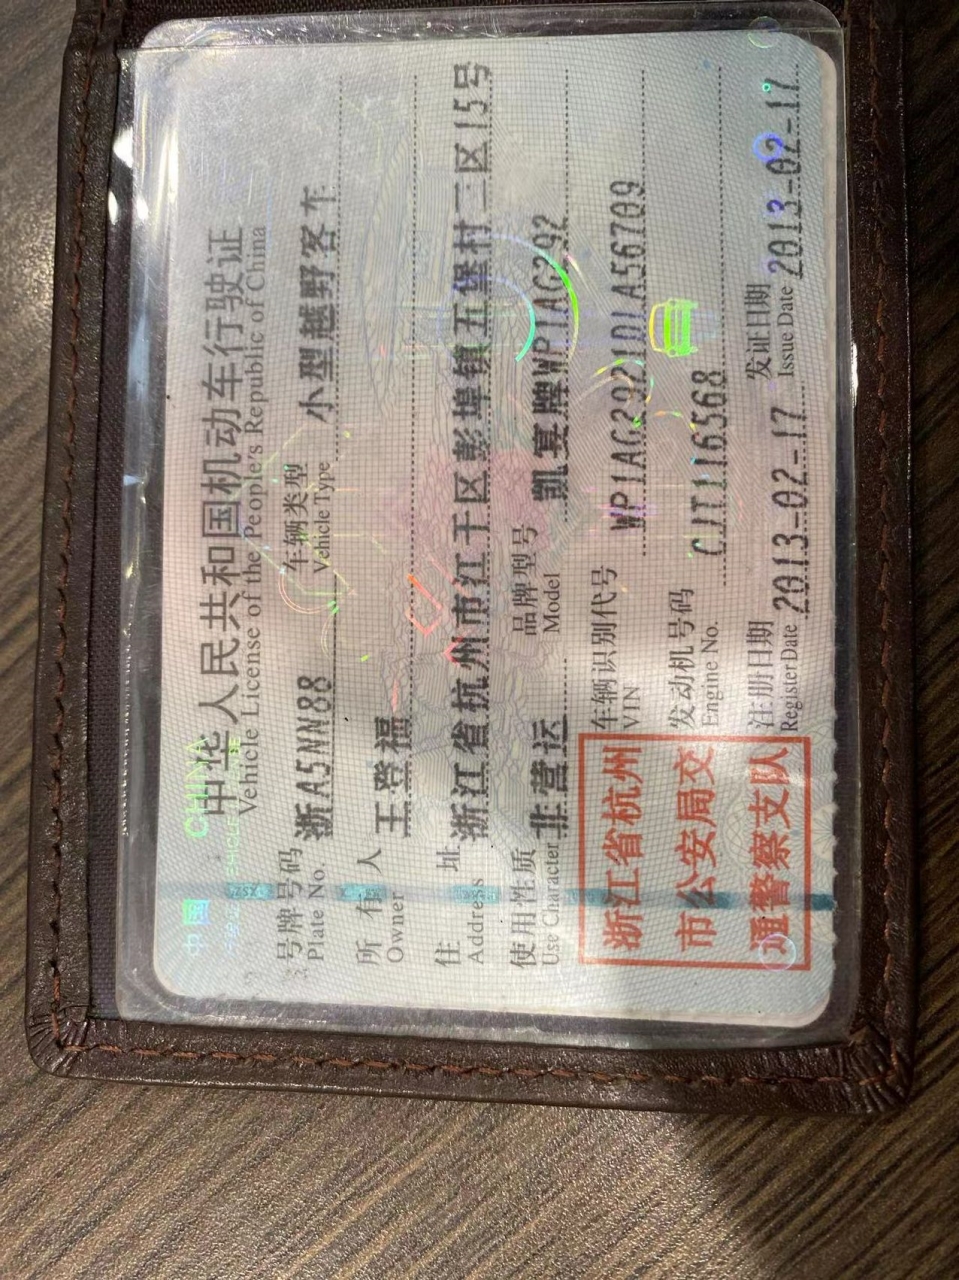 中国 CHINA
中华人民共和国机动车行驶证
Vehicle License of the People's Republic of China
号牌号码 浙A5NN88 车辆类型 小型越野客车
Plate No. Vehicle Type
所有人 王登福
Owner
住址 浙江省杭州市江干区彭埠镇五堡村二区15号
Address
使用性质 非营运 品牌型号 凯宴牌WP1AG292
Use Character Model
浙江省杭州
市公安局交
通警察支队
车辆识别代号 WP1AG2921DLA56709
VIN
发动机号码 CJT116568
Engine No.
注册日期 2013-02-17 发证日期 2013-02-17
Register Date Issue Date